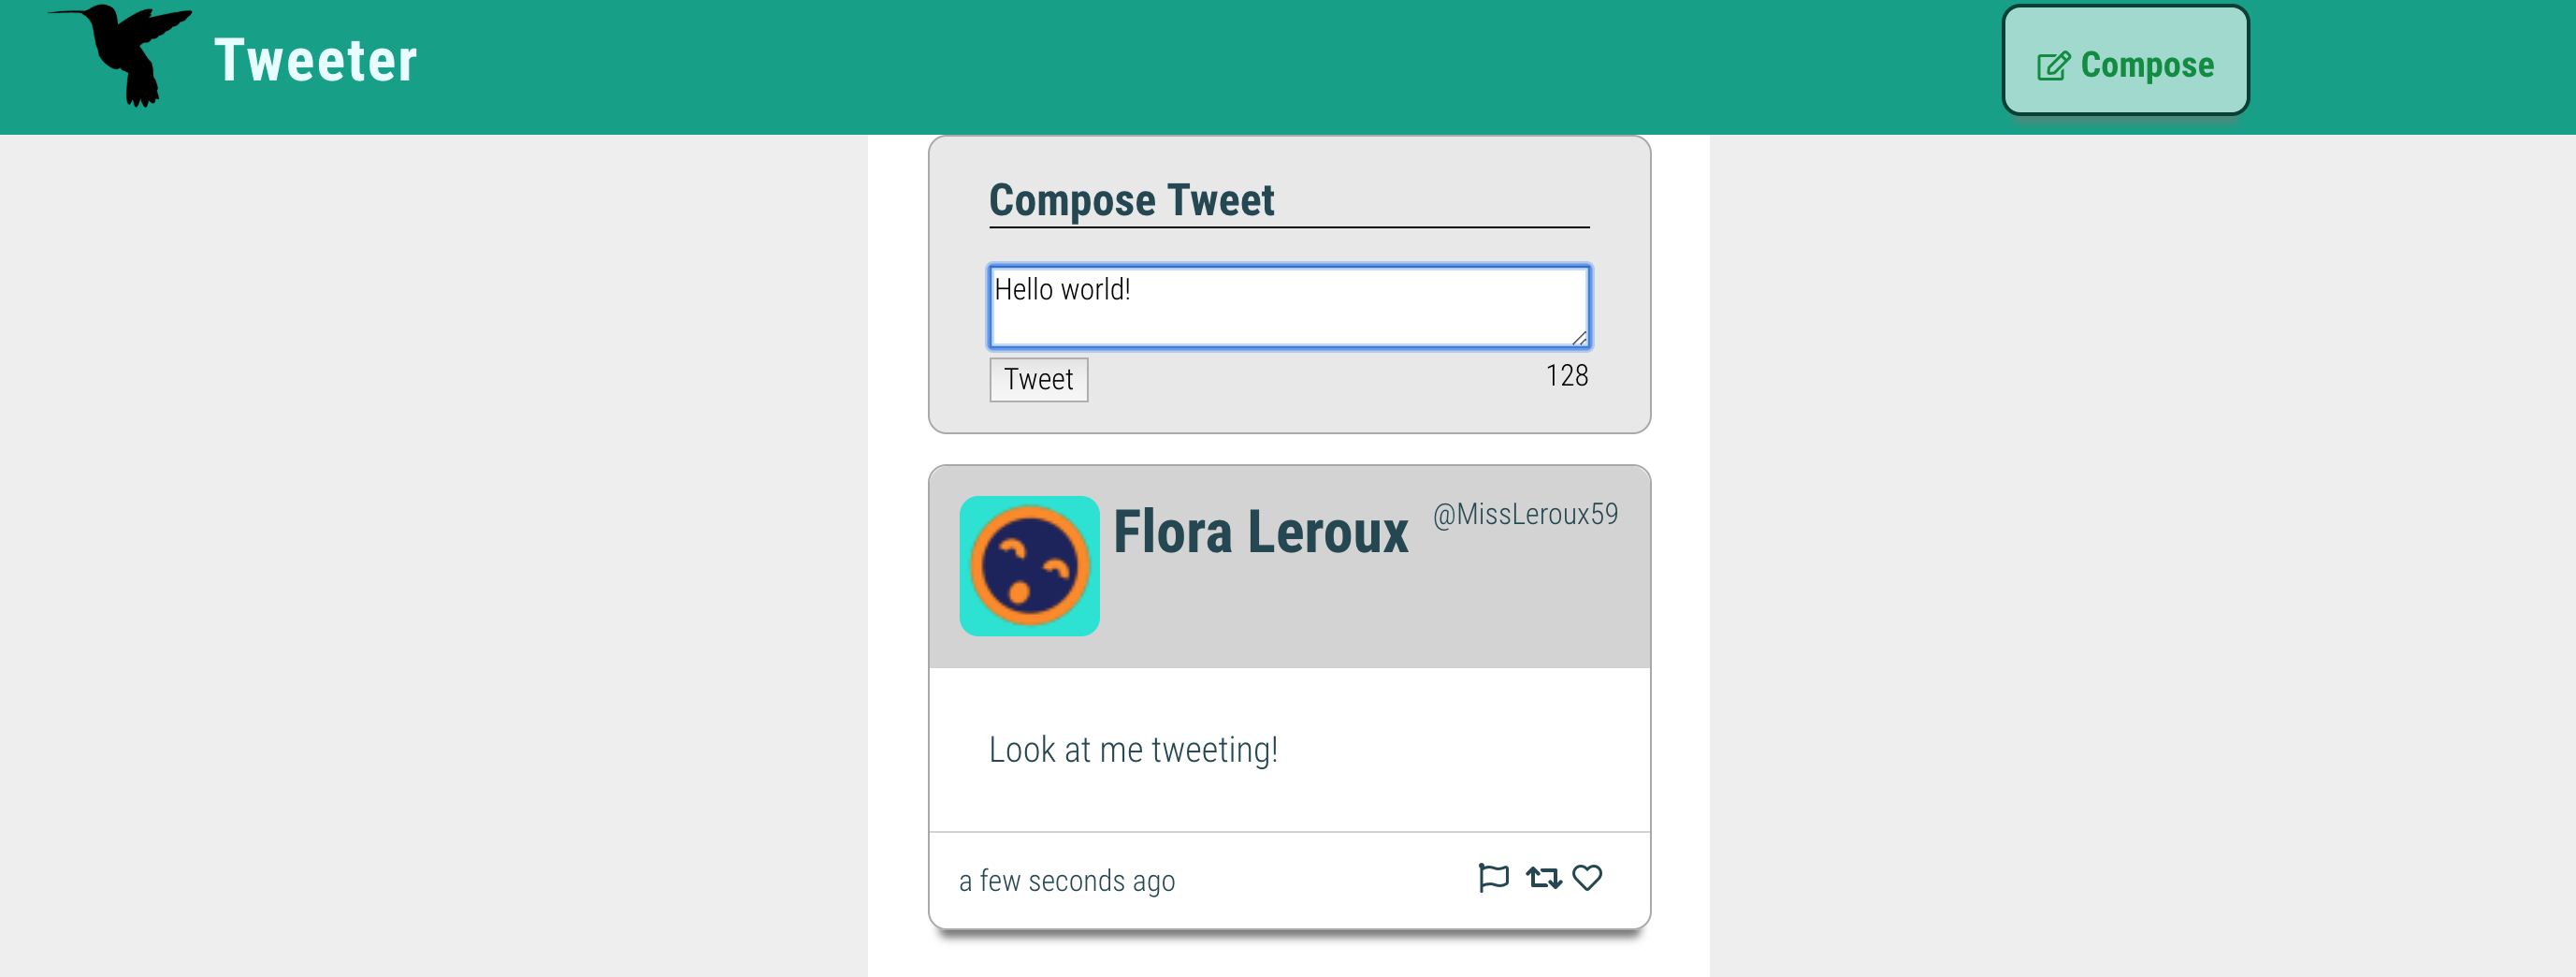 Tweeter
Compose
Compose Tweet
Hello world!
Tweet
128
Flora Leroux
@MissLeroux59
Look at me tweeting!
a few seconds ago